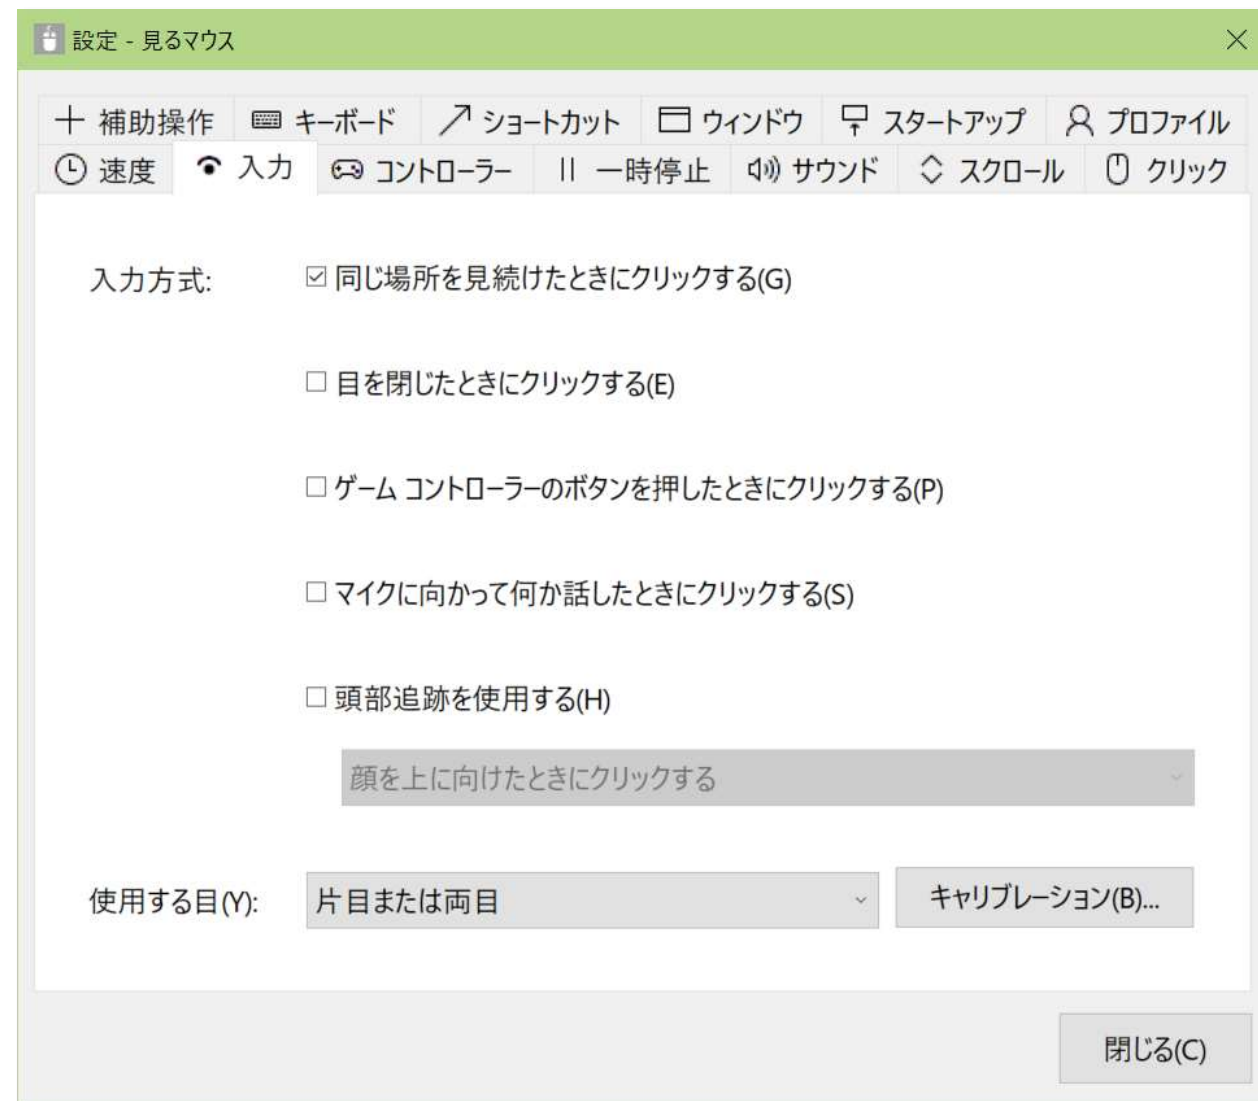 設定 - 見るマウス
補助操作 キーボード ショートカット ウィンドウ スタートアップ プロファイル
速度 入力 コントローラー 一時停止 サウンド スクロール クリック
入力方式: 同じ場所を見続けたときにクリックする(G)
目を閉じたときにクリックする(E)
ゲーム コントローラーのボタンを押したときにクリックする(P)
マイクに向かって何か話したときにクリックする(S)
頭部追跡を使用する(H)
顔を上に向けたときにクリックする
使用する目(Y): 片目または両目 キャリブレーション(B)...
閉じる(C)